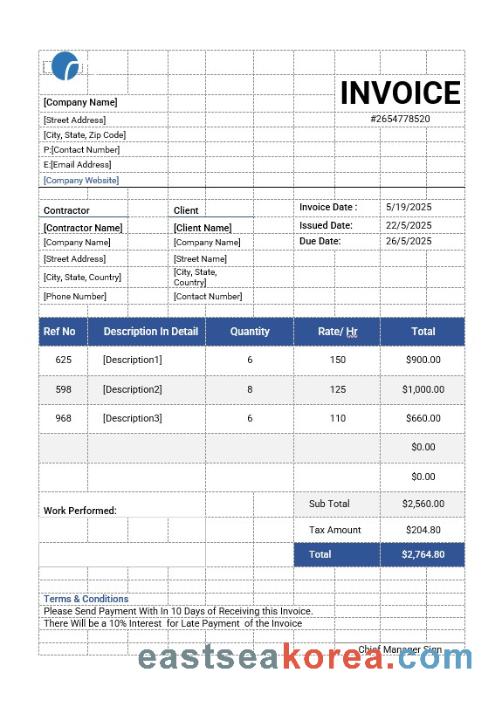 INVOICE
[Company Name]
#2654778520
[Street Address]
[City, State, Zip Code]
P:[Contact Number]
E:[Email Address]
[Company Website]
Contractor Client Invoice Date : 5/19/2025
[Contractor Name] [Client Name] Issued Date: 22/5/2025
[Company Name] [Company Name] Due Date: 26/5/2025
[Street Address] [Street Name]
[City, State, Country] [City, State, Country]
[Phone Number] [Contact Number]
Ref No Description In Detail Quantity Rate/ Hr Total
625 [Description1] 6 150 $900.00
598 [Description2] 8 125 $1,000.00
968 [Description3] 6 110 $660.00
$0.00
$0.00
Sub Total $2,560.00
Work Performed:
Tax Amount $204.80
Total $2,764.80
Terms & Conditions
Please Send Payment With In 10 Days of Receiving this Invoice.
There Will be a 10% Interest for Late Payment of the Invoice
Chief Manager Sign
eastseakorea.com